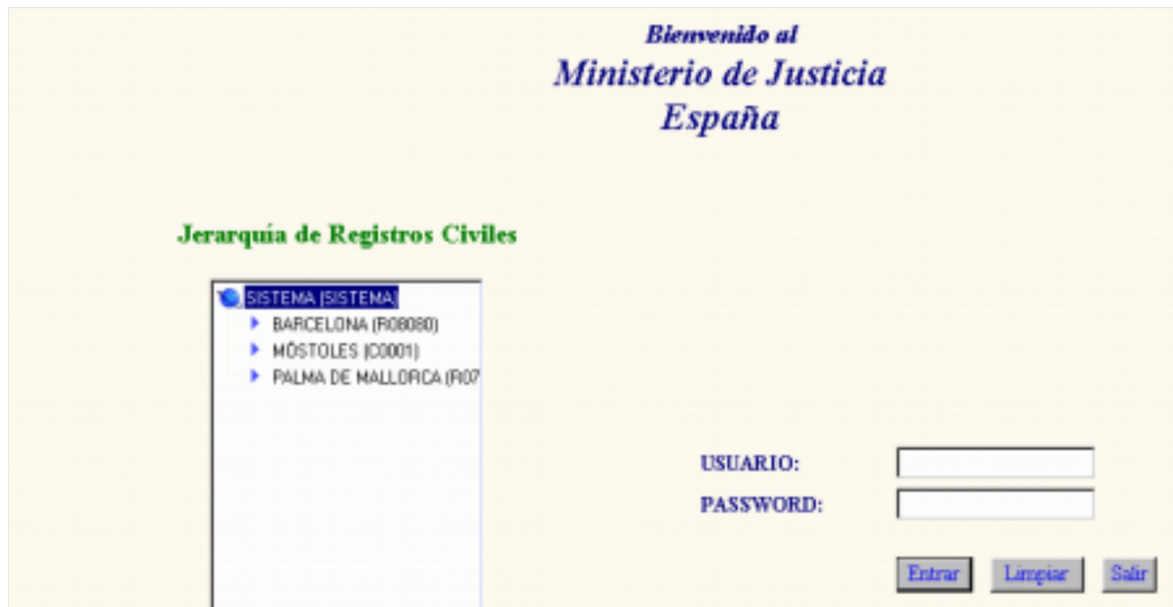 Bienvenido al
Ministerio de Justicia
España
Jerarquía de Registros Civiles
SISTEMA (SISTEMA)
BARCELONA (R08080)
MÓSTOLES (C0001)
PALMA DE MALLORCA (R07
USUARIO:
PASSWORD:
Entrar Limpiar Salir